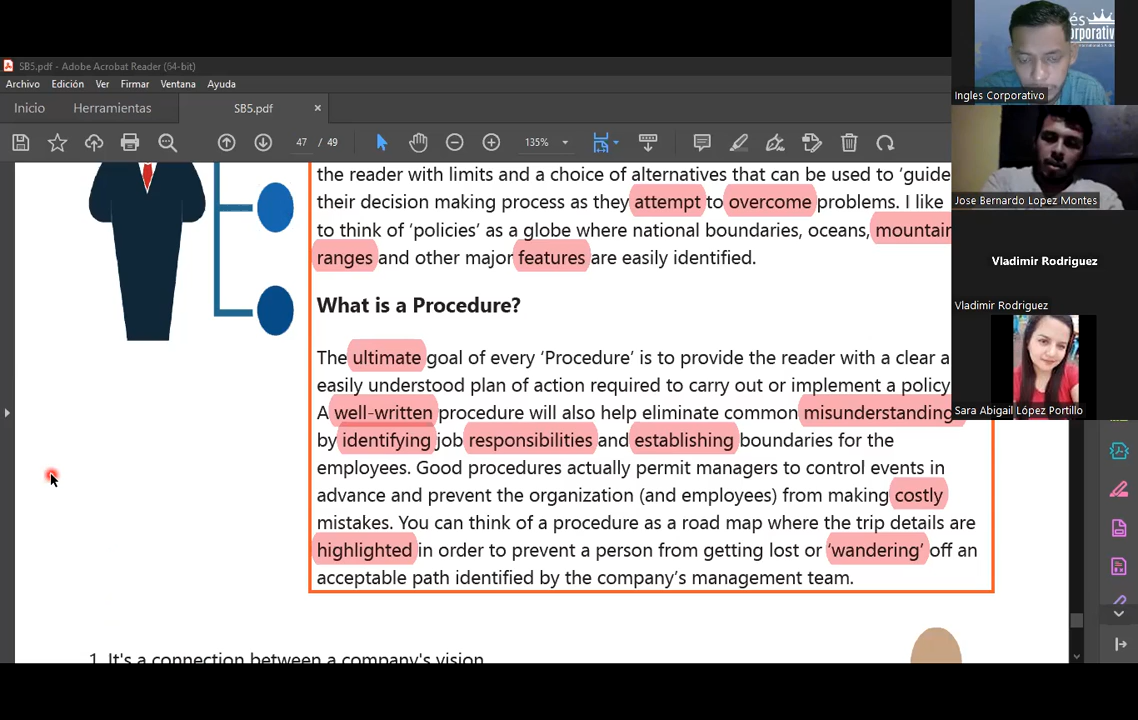 SB5.pdf - Adobe Acrobat Reader (64-bit)
Archivo Edición Ver Firmar Ventana Ayuda
Inicio Herramientas SB5.pdf ×
47 / 49 135%
the reader with limits and a choice of alternatives that can be used to 'guide
their decision making process as they attempt to overcome problems. I like
to think of 'policies' as a globe where national boundaries, oceans, mountain
ranges and other major features are easily identified.
What is a Procedure?
The ultimate goal of every 'Procedure' is to provide the reader with a clear a
easily understood plan of action required to carry out or implement a policy
A well-written procedure will also help eliminate common misunderstanding
by identifying job responsibilities and establishing boundaries for the
employees. Good procedures actually permit managers to control events in
advance and prevent the organization (and employees) from making costly
mistakes. You can think of a procedure as a road map where the trip details are
highlighted in order to prevent a person from getting lost or 'wandering' off an
acceptable path identified by the company's management team.
1. It's a connection between a company's vision
és
orporativ
Ingles Corporativo
Jose Bernardo Lopez Montes
Vladimir Rodriguez
Vladimir Rodriguez
Sara Abigail López Portillo